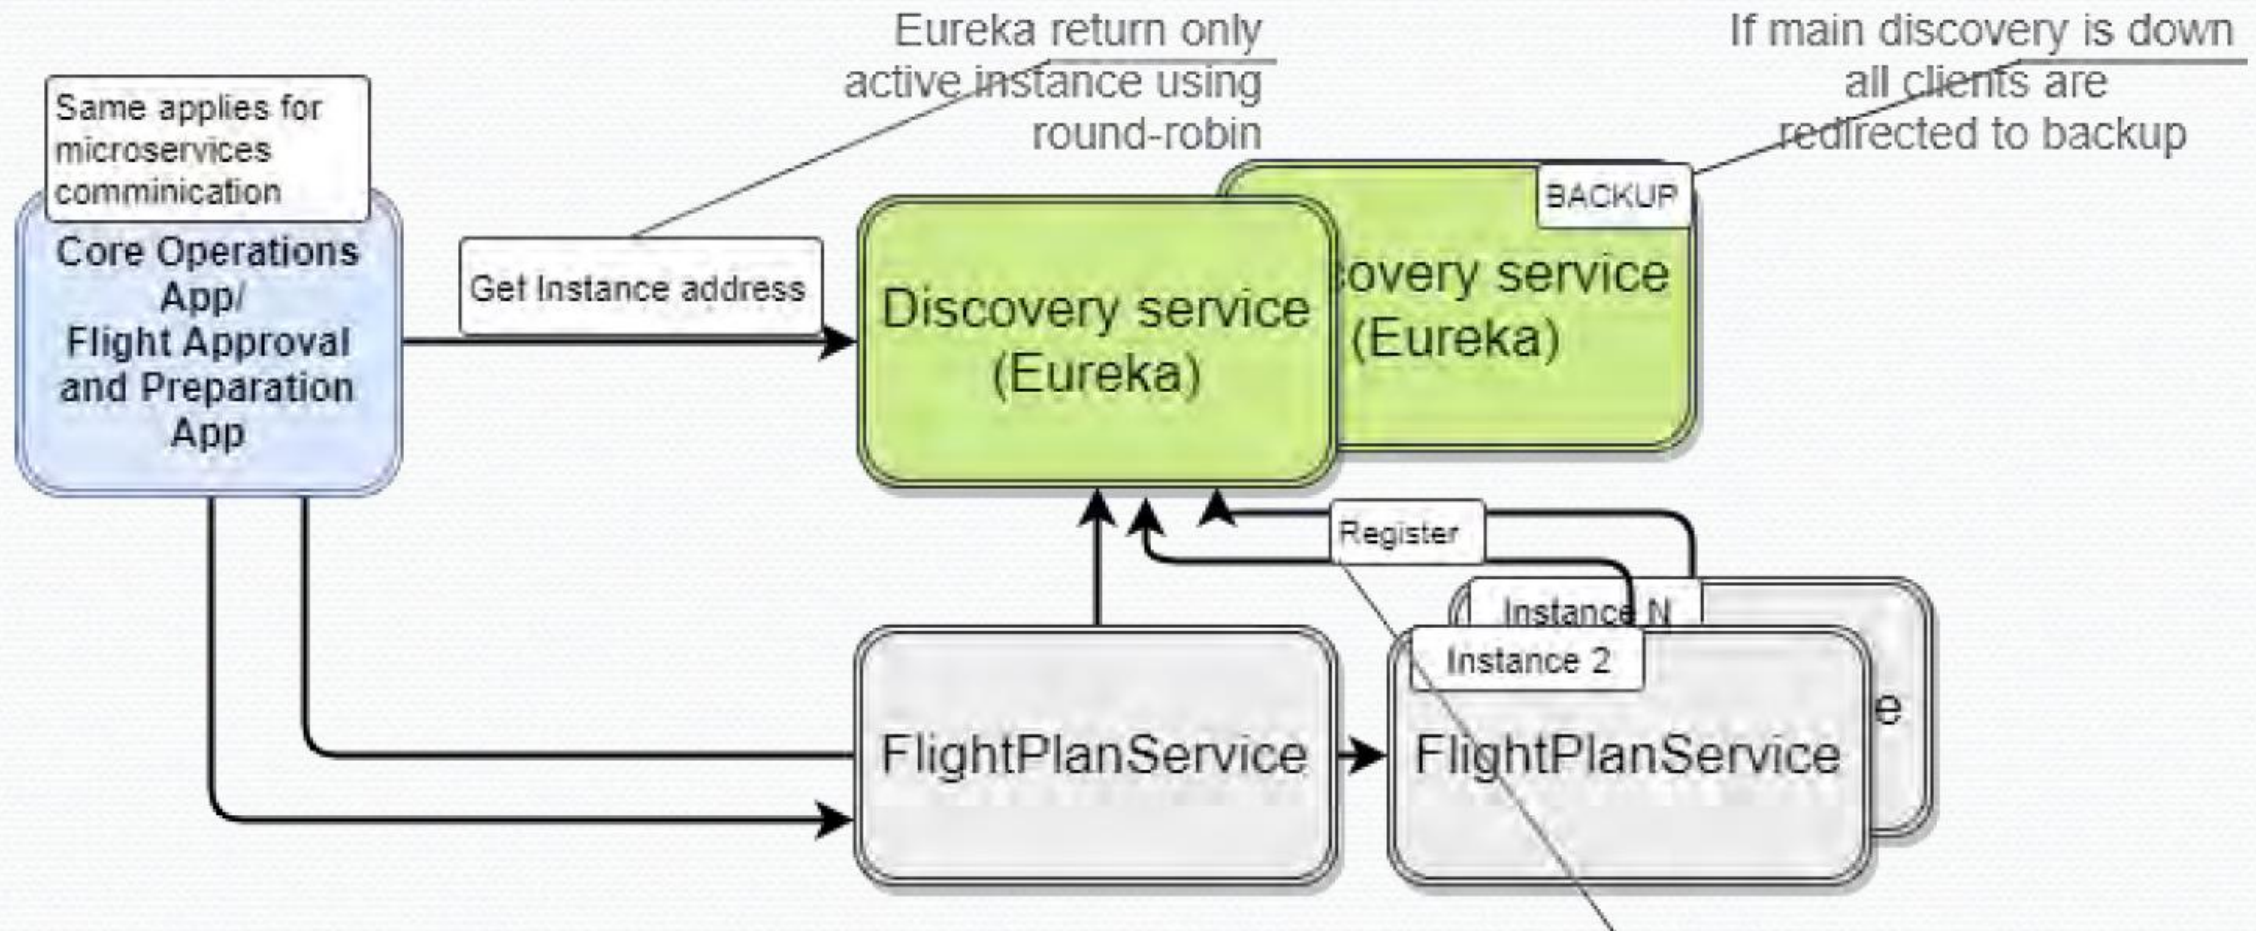 Eureka return only
active instance using
round-robin
If main discovery is down
all clients are
redirected to backup
Same applies for
microservices
comminication
Core Operations
App/
Flight Approval
and Preparation
App
Get Instance address
Discovery service
(Eureka)
BACKUP
covery service
(Eureka)
Register
Instance N
Instance 2
FlightPlanService
FlightPlanService
e